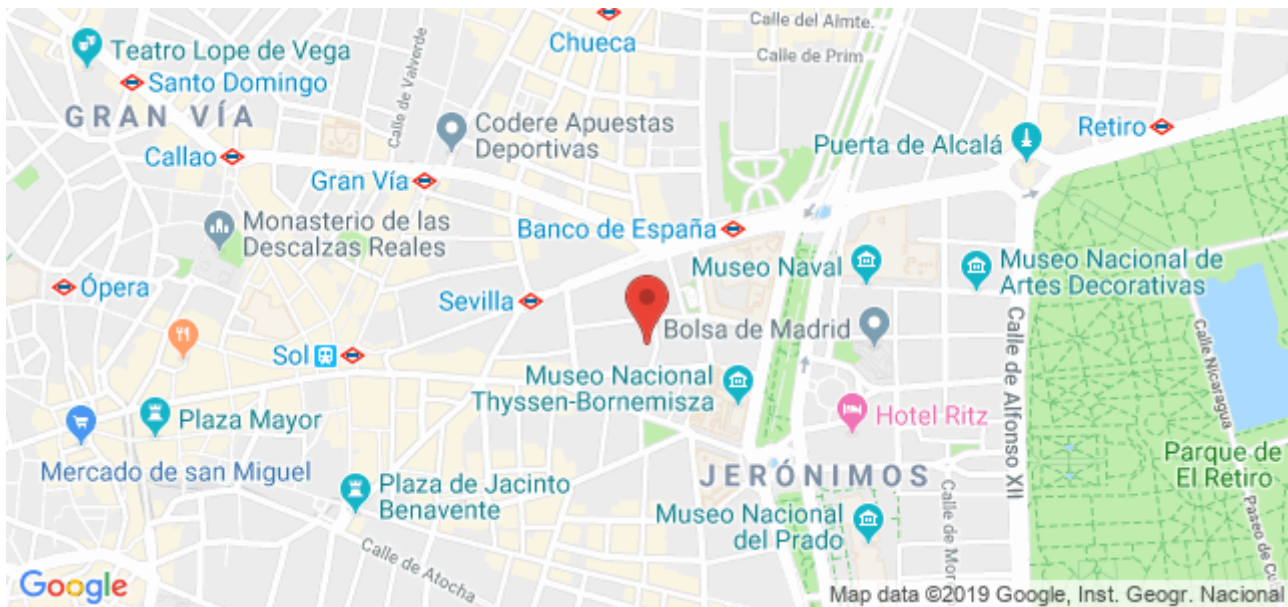 Calle del Almte.
Chueca
Calle de Prim
Teatro Lope de Vega
Santo Domingo
GRAN VÍA
Calle de Valverde
Codere Apuestas
Deportivas
Retiro
Puerta de Alcalá
Callao
Gran Vía
Monasterio de las
Descalzas Reales
Banco de España
Museo Naval
Museo Nacional de
Artes Decorativas
Ópera
Sevilla
Bolsa de Madrid
Sol
Calle Nicaragua
Calle de Alfonso XII
Museo Nacional
Thyssen-Bornemisza
Plaza Mayor
Hotel Ritz
Mercado de san Miguel
JERÓNIMOS
Parque de
El Retiro
Plaza de Jacinto
Benavente
Museo Nacional
del Prado
Calle de Atocha
Calle de
Paseo de
Google
Map data ©2019 Google, Inst. Geogr. Nacional